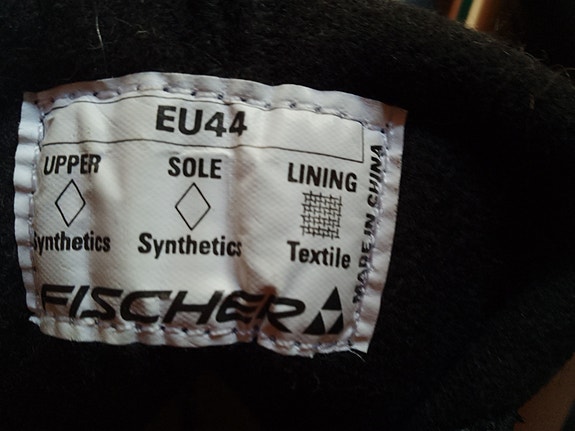 EU44
UPPER SOLE LINING
Synthetics Synthetics Textile
FISCHER
MADE IN CHINA